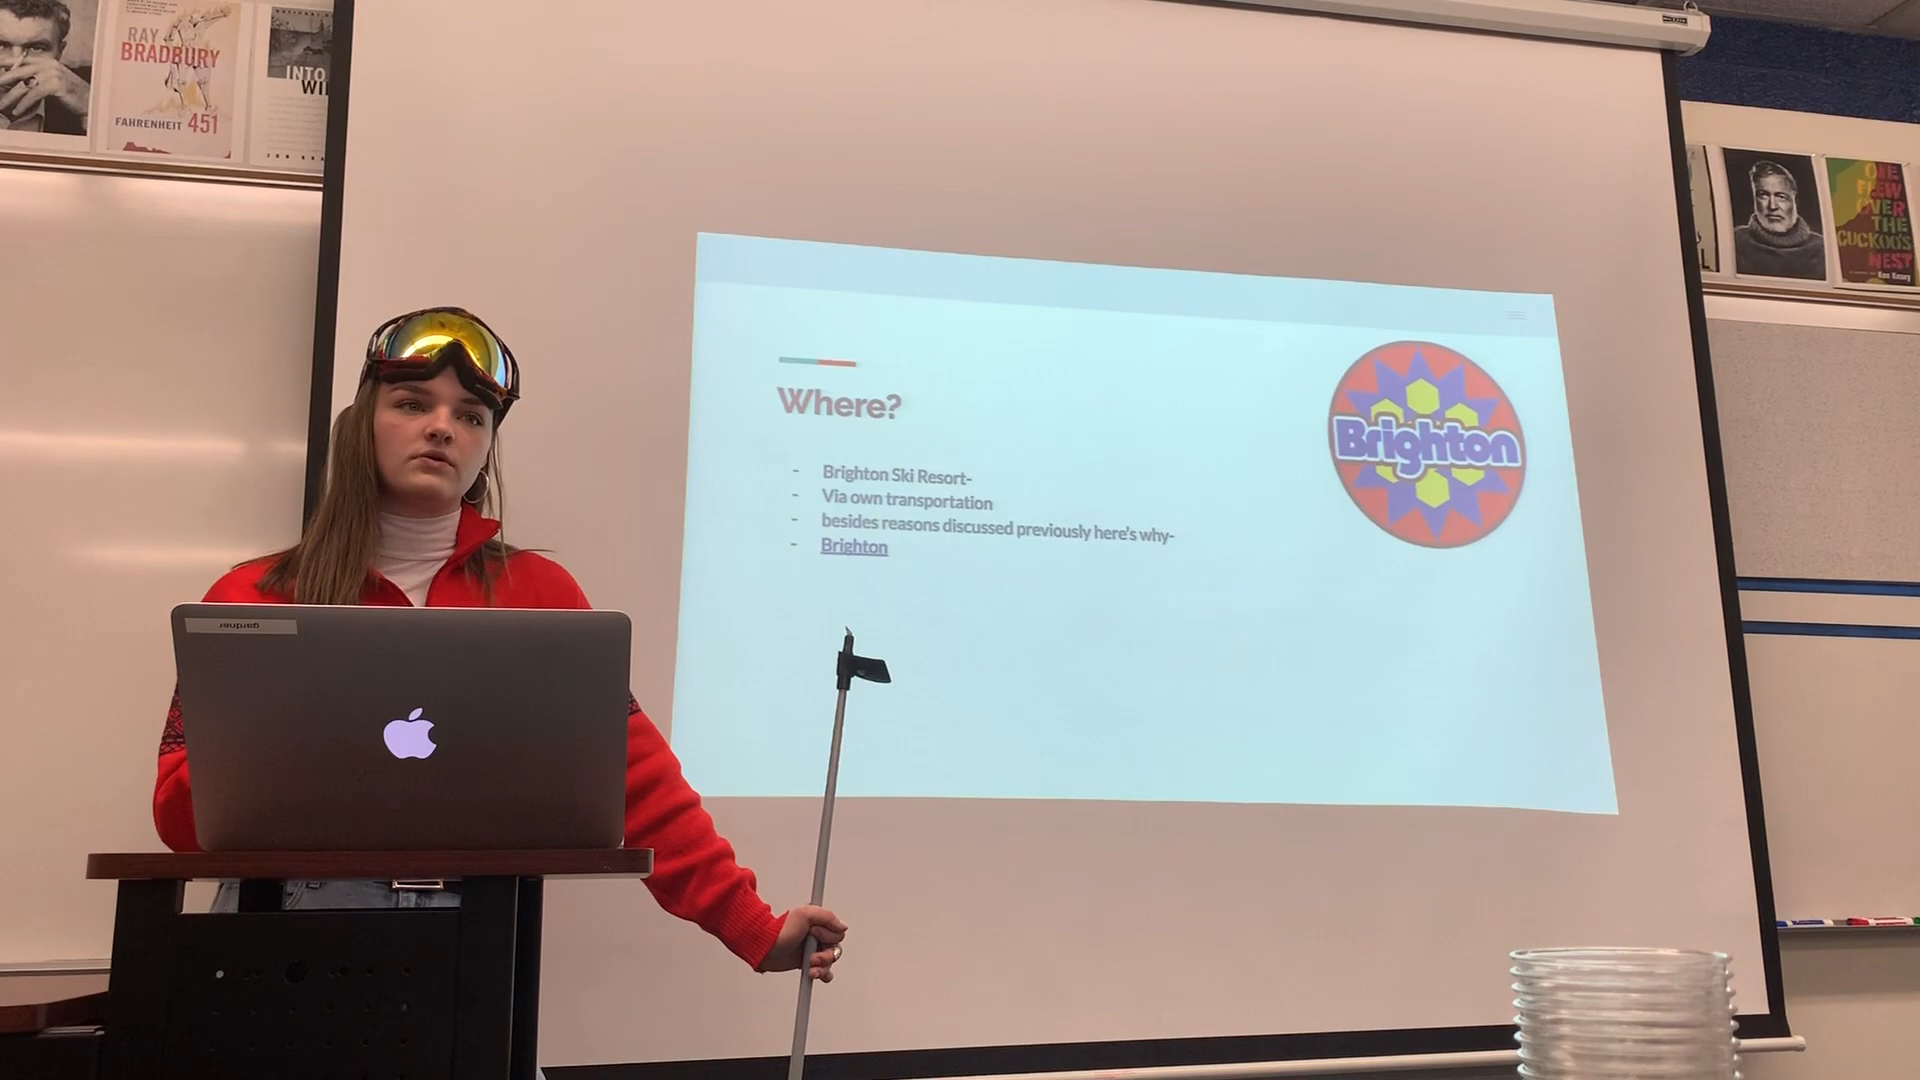 RAY
BRADBURY
FAHRENHEIT 451
INTO
WI
Where?
- Brighton Ski Resort-
- Via own transportation
- besides reasons discussed previously here's why-
- Brighton
Brighton
gardner
ONE
FLEW
OVER
THE
CUCKOO'S
NEST
Ken Kesey